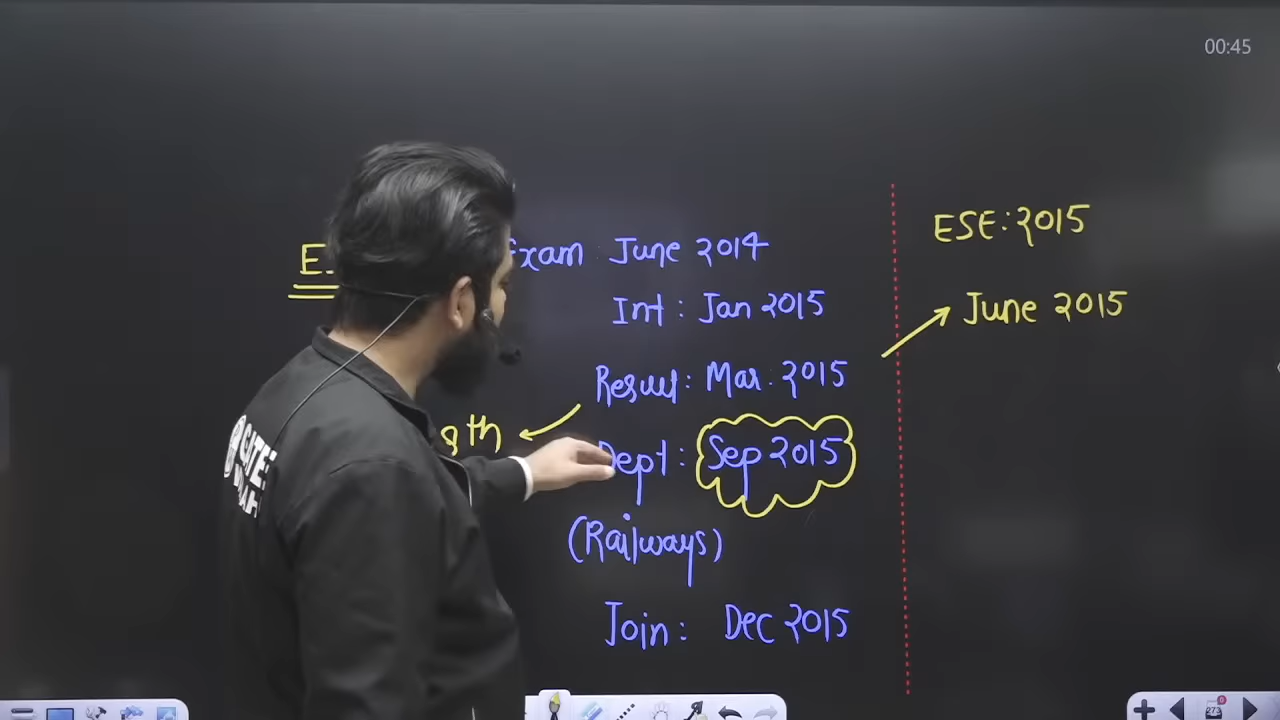 00:45
Exam : June 2014
Int : Jan 2015
Result : Mar. 2015
8th
Dept : Sep 2015
(Railways)
Join : Dec 2015
ESE : 2015
June 2015